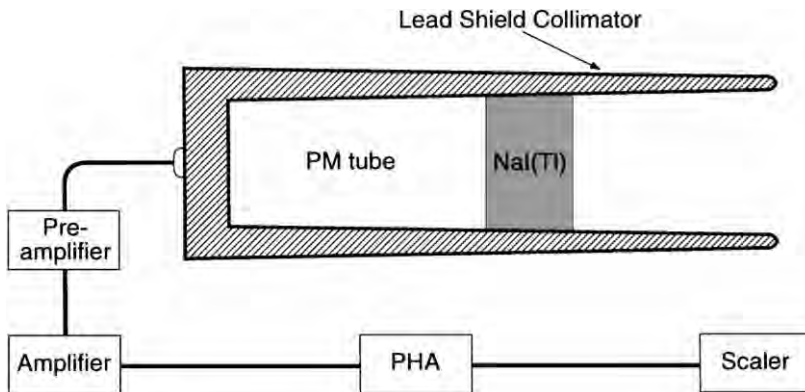 Lead Shield Collimator
PM tube
NaI(Tl)
Pre-
amplifier
Amplifier
PHA
Scaler